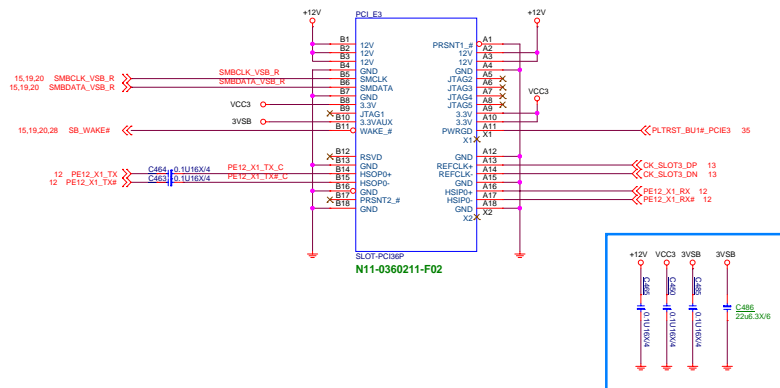 PCI_E3
+12V
+12V
B1 12V PRSNT1_# A1
B2 12V 12V A2
B3 12V 12V A3
B4 GND GND A4
15,19,20 SMBCLK_VSB_R SMBCLK_VSB_R B5 SMCLK JTAG2 A5
15,19,20 SMBDATA_VSB_R SMBDATA_VSB_R B6 SMDATA JTAG3 A6
B7 GND JTAG4 A7
VCC3 B8 3.3V JTAG5 A8 VCC3
B9 JTAG1 3.3V A9
3VSB B10 3.3VAUX 3.3V A10
15,19,20,28 SB_WAKE# B11 WAKE_# PWRGD A11 PLTRST_BU1#_PCIE3 35
X1 X1
B12 RSVD GND A12
B13 GND REFCLK+ A13 CK_SLOT3_DP 13
12 PE12_X1_TX C464 0.1U16X/4 PE12_X1_TX_C B14 HSOP0+ REFCLK- A14 CK_SLOT3_DN 13
12 PE12_X1_TX# C463 0.1U16X/4 PE12_X1_TX#_C B15 HSOP0- GND A15
B16 GND HSIP0+ A16 PE12_X1_RX 12
B17 PRSNT2_# HSIP0- A17 PE12_X1_RX# 12
B18 GND GND A18
X2 X2
SLOT-PCI36P
N11-0360211-F02
+12V VCC3 3VSB 3VSB
C465 0.1U16X/4
C450 0.1U16X/4
C485 0.1U16X/4
C486
22u6.3X/6